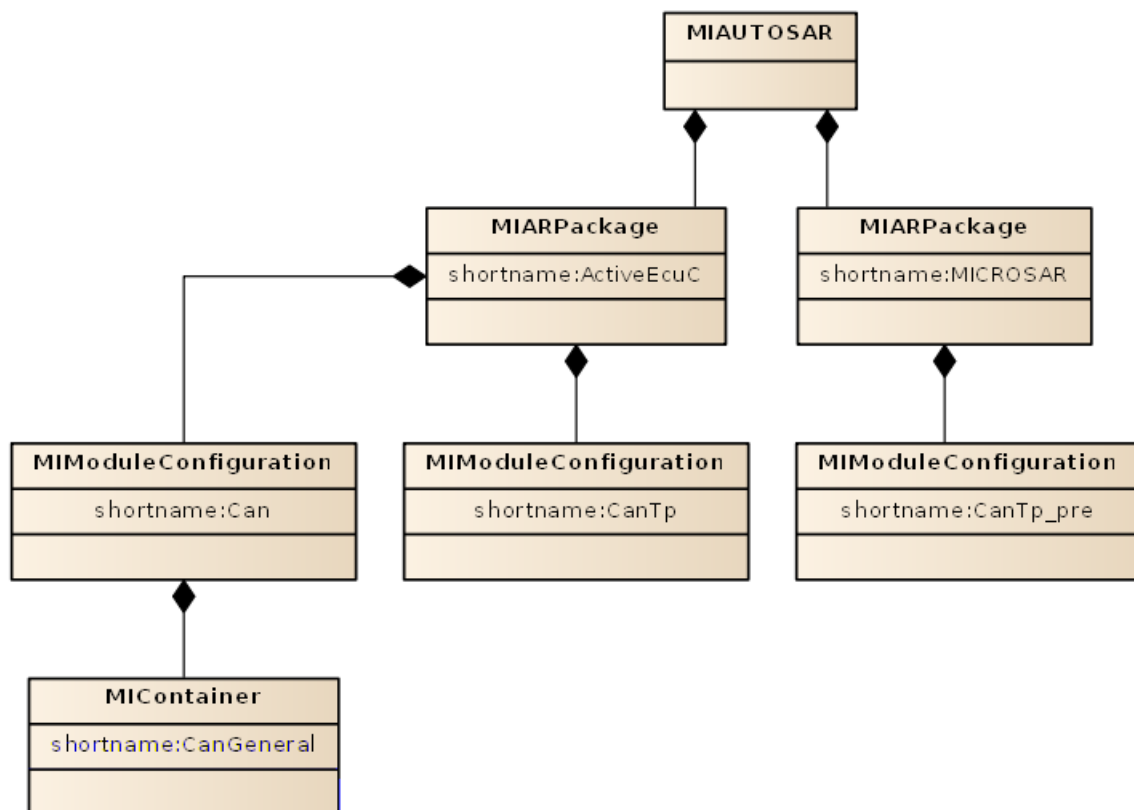 MIAUTOSAR
MIARPackage
shortname:ActiveEcuC
MIARPackage
shortname:MICROSAR
MIModuleConfiguration
shortname:Can
MIModuleConfiguration
shortname:CanTp
MIModuleConfiguration
shortname:CanTp_pre
MIContainer
shortname:CanGeneral